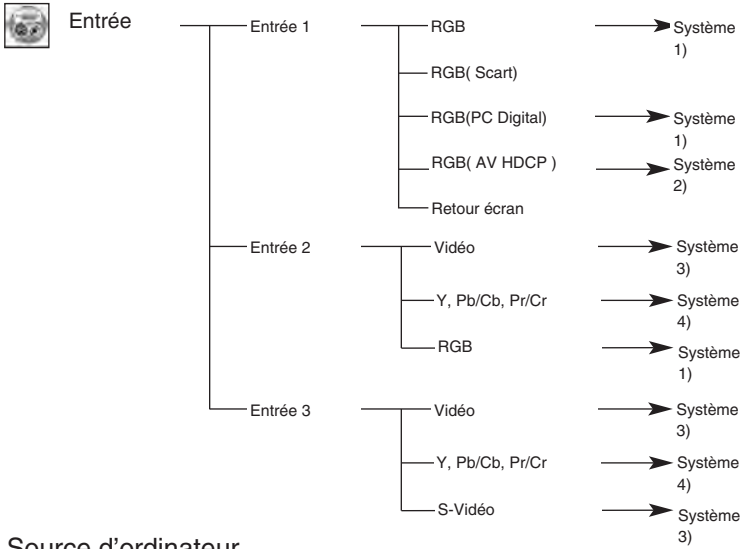 Entrée
Entrée 1
RGB
Système
1)
RGB( Scart)
RGB(PC Digital)
Système
1)
RGB( AV HDCP )
Système
2)
Retour écran
Entrée 2
Vidéo
Système
3)
Y, Pb/Cb, Pr/Cr
Système
4)
RGB
Système
1)
Entrée 3
Vidéo
Système
3)
Y, Pb/Cb, Pr/Cr
Système
4)
S-Vidéo
Système
3)
Source d'ordinateur